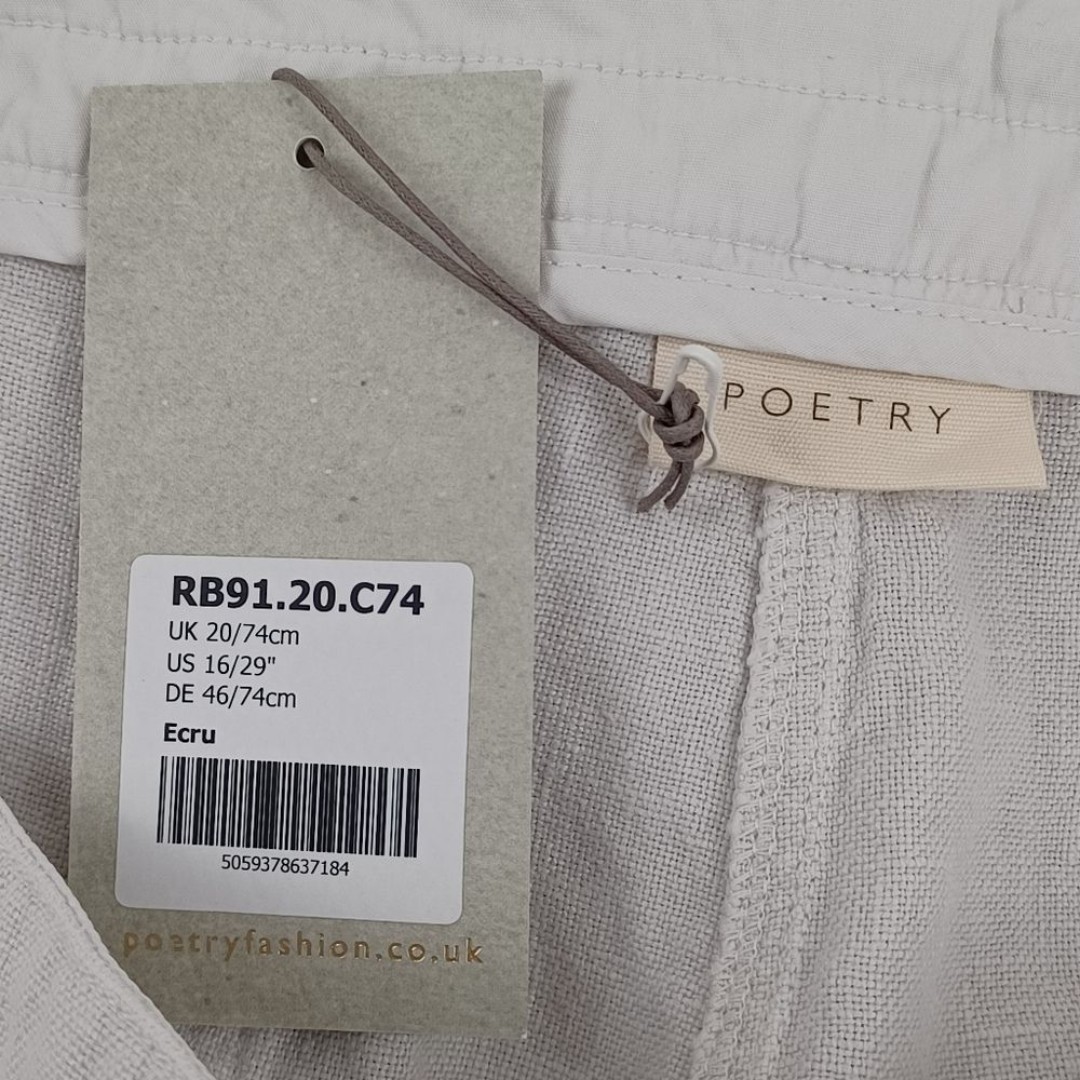 POETRY
RB91.20.C74
UK 20/74cm
US 16/29"
DE 46/74cm
Ecru
5059378637184
poetryfashion.co.uk